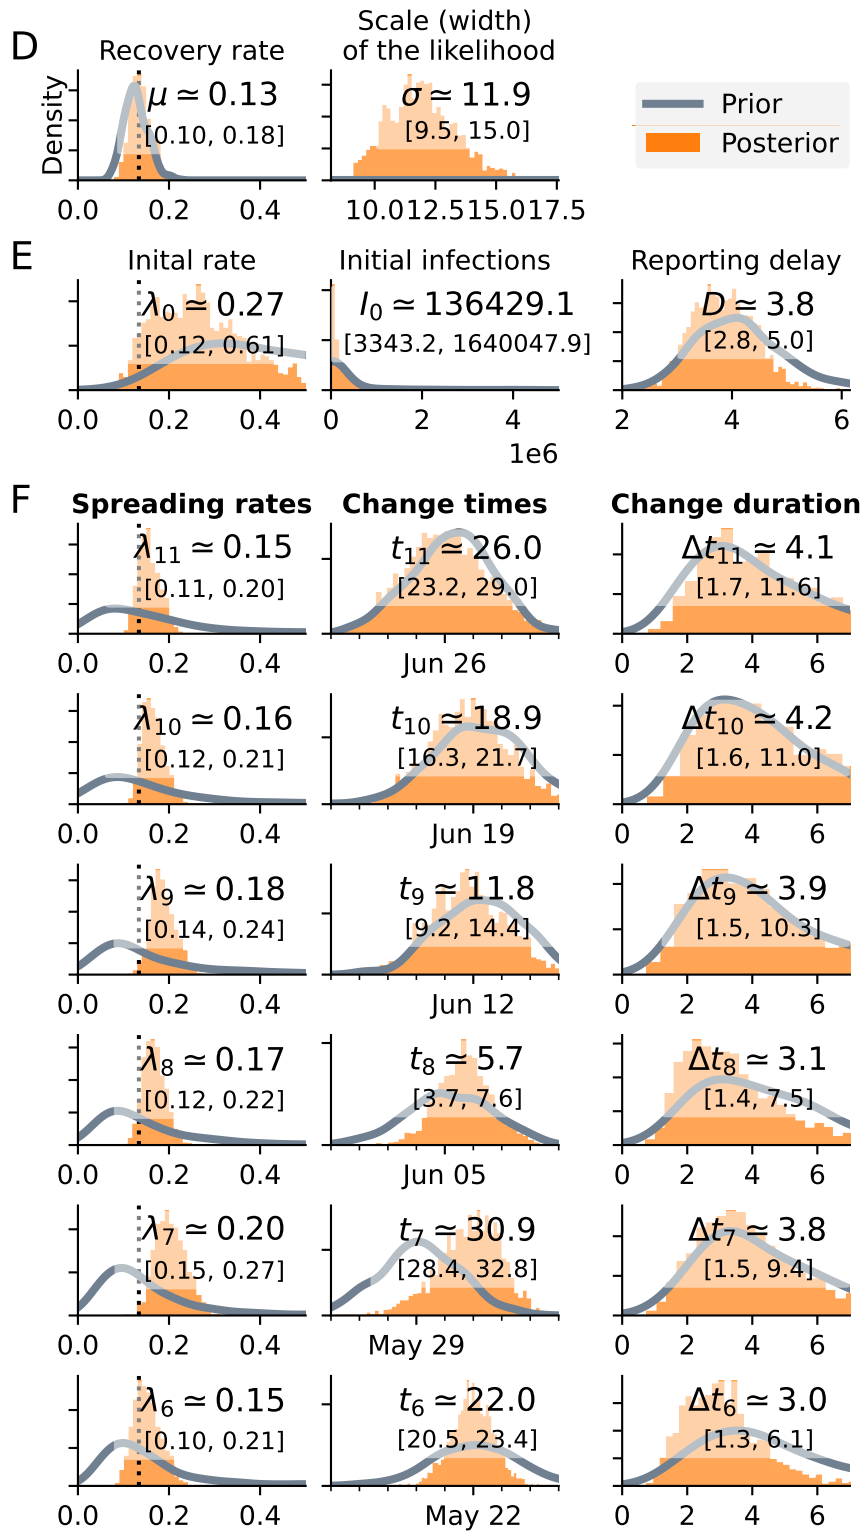 D
Recovery rate
Scale (width)
of the likelihood
Density
μ ≃ 0.13
[0.10, 0.18]
0.0 0.2 0.4
σ ≃ 11.9
[9.5, 15.0]
10.0 12.5 15.0 17.5
Prior
Posterior
E
Inital rate
λ0 ≃ 0.27
[0.12, 0.61]
0.0 0.2 0.4
Initial infections
I0 ≃ 136429.1
[3343.2, 1640047.9]
0 2 4
1e6
Reporting delay
D ≃ 3.8
[2.8, 5.0]
2 4 6
F
Spreading rates Change times Change duration
λ11 ≃ 0.15
[0.11, 0.20]
0.0 0.2 0.4
t11 ≃ 26.0
[23.2, 29.0]
Jun 26
Δt11 ≃ 4.1
[1.7, 11.6]
0 2 4 6
λ10 ≃ 0.16
[0.12, 0.21]
0.0 0.2 0.4
t10 ≃ 18.9
[16.3, 21.7]
Jun 19
Δt10 ≃ 4.2
[1.6, 11.0]
0 2 4 6
λ9 ≃ 0.18
[0.14, 0.24]
0.0 0.2 0.4
t9 ≃ 11.8
[9.2, 14.4]
Jun 12
Δt9 ≃ 3.9
[1.5, 10.3]
0 2 4 6
λ8 ≃ 0.17
[0.12, 0.22]
0.0 0.2 0.4
t8 ≃ 5.7
[3.7, 7.6]
Jun 05
Δt8 ≃ 3.1
[1.4, 7.5]
0 2 4 6
λ7 ≃ 0.20
[0.15, 0.27]
0.0 0.2 0.4
t7 ≃ 30.9
[28.4, 32.8]
May 29
Δt7 ≃ 3.8
[1.5, 9.4]
0 2 4 6
λ6 ≃ 0.15
[0.10, 0.21]
0.0 0.2 0.4
t6 ≃ 22.0
[20.5, 23.4]
May 22
Δt6 ≃ 3.0
[1.3, 6.1]
0 2 4 6